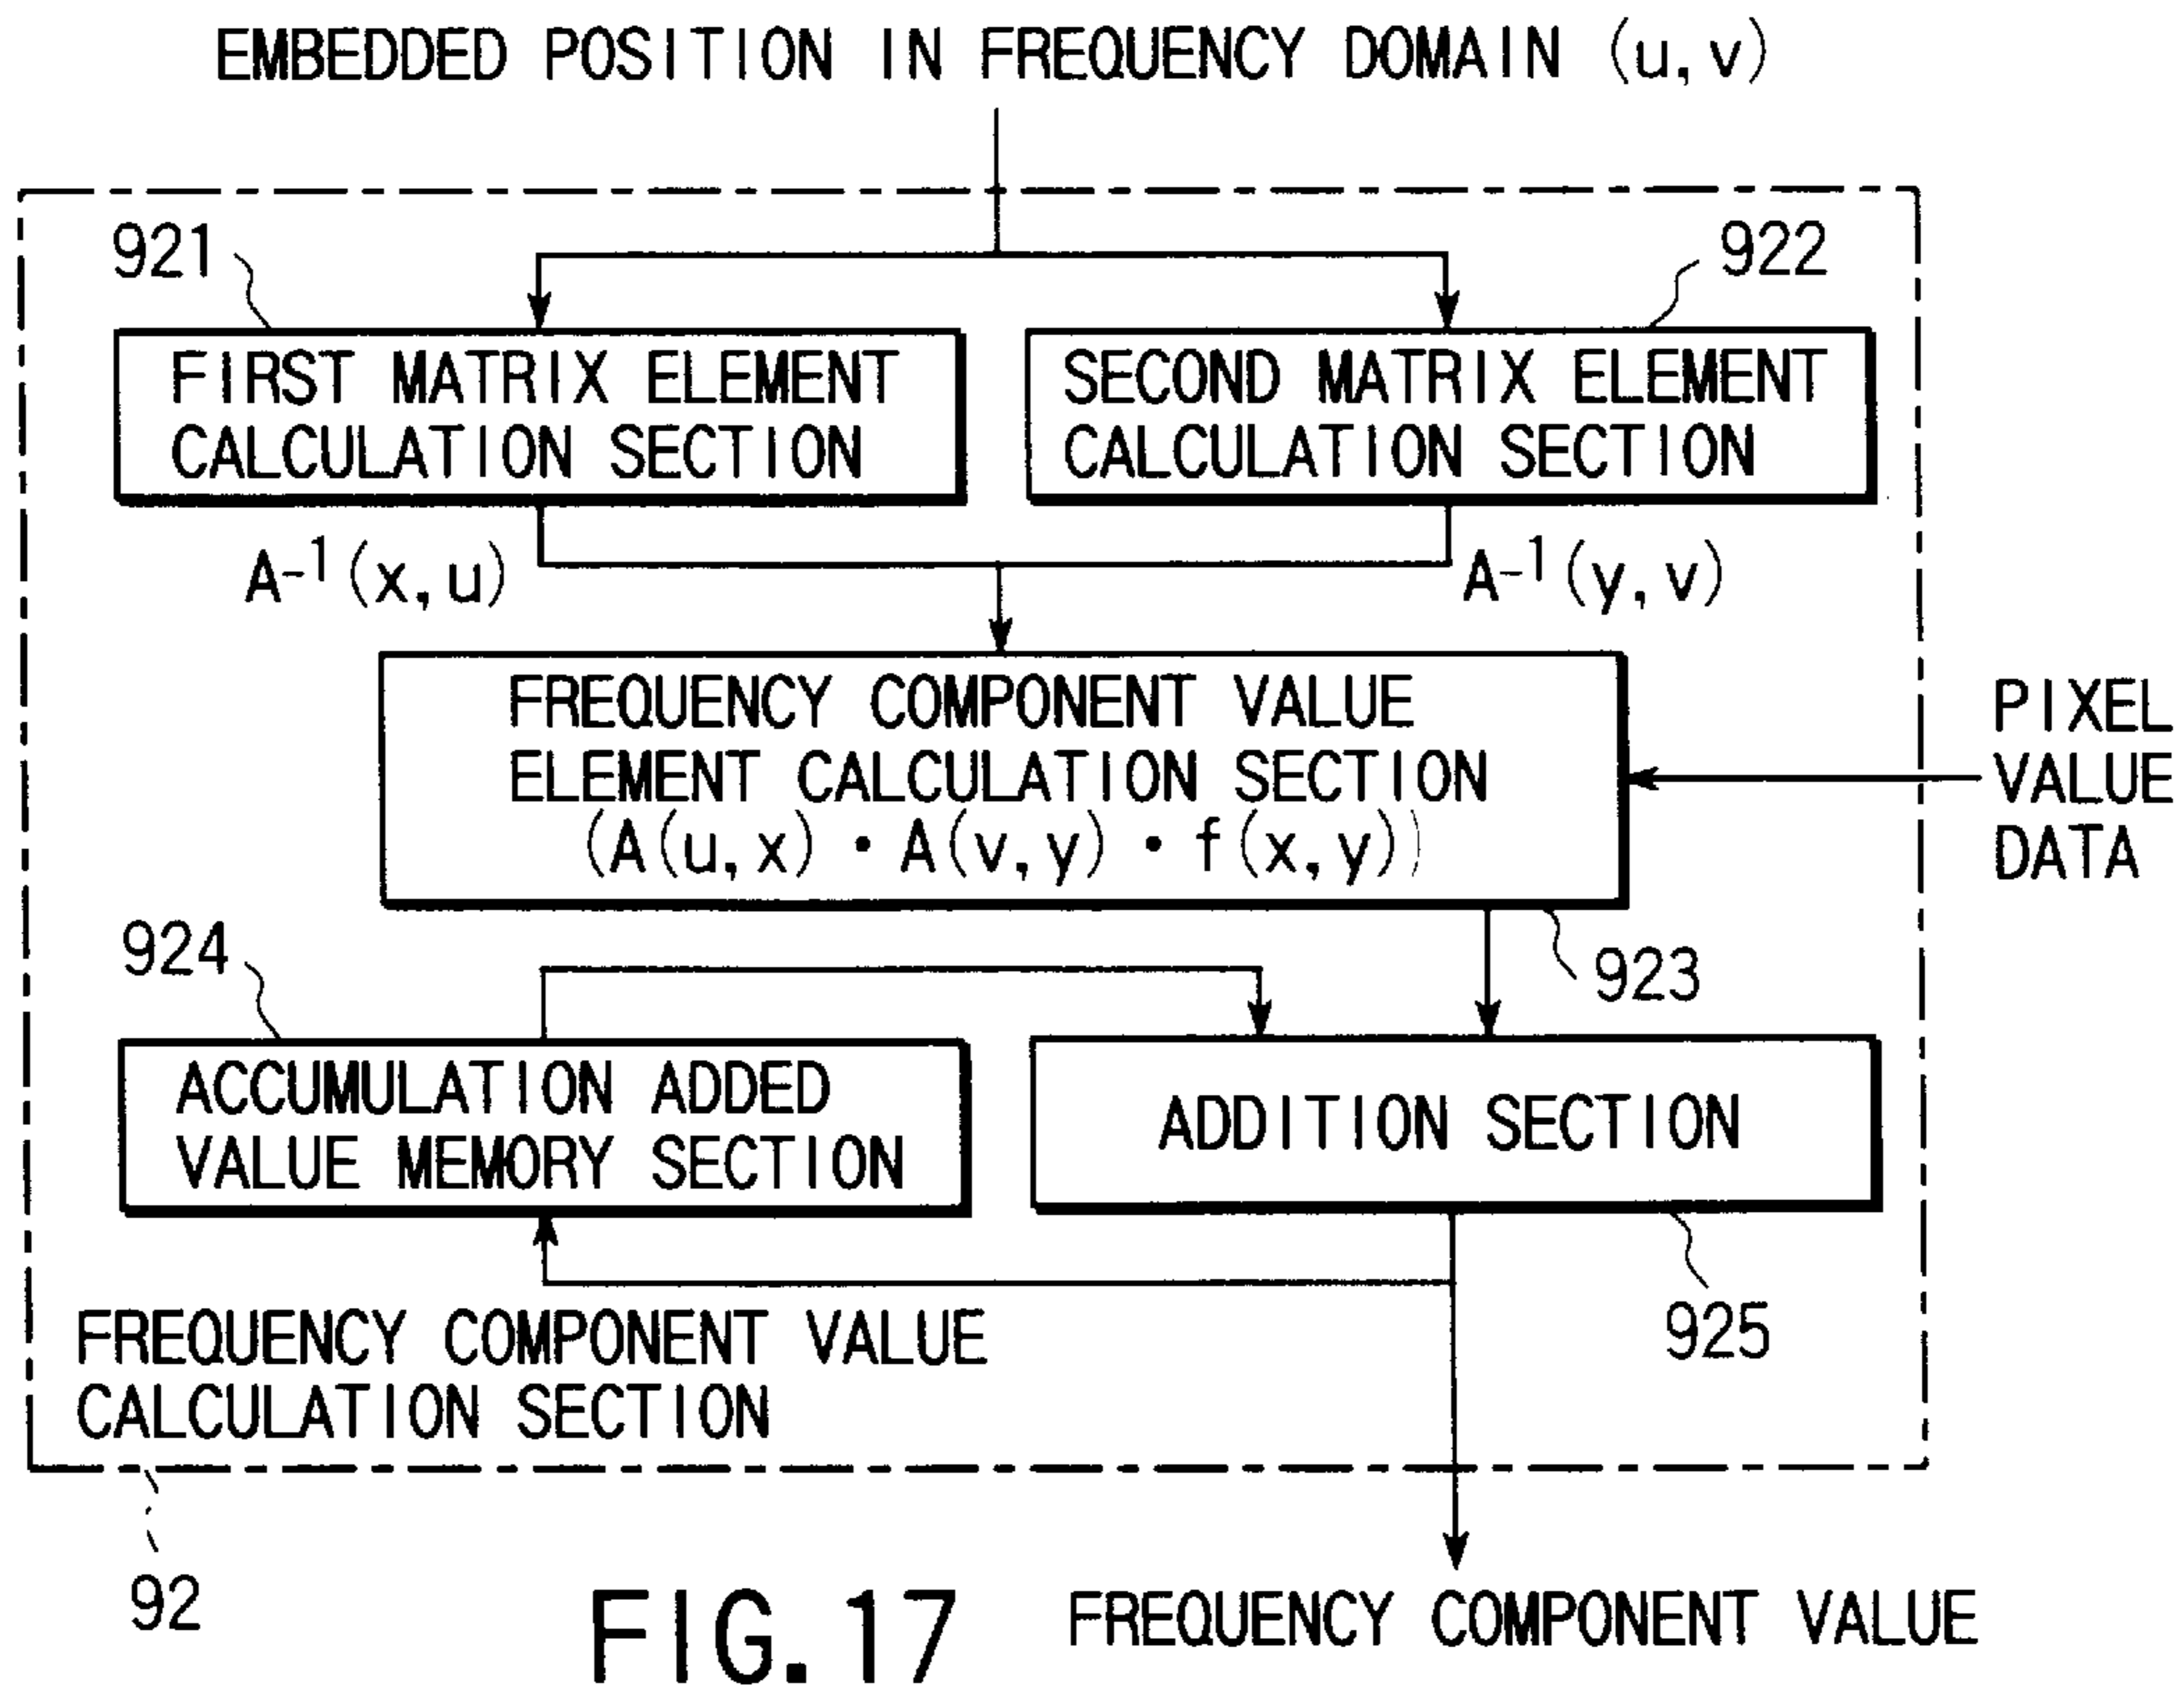 EMBEDDED POSITION IN FREQUENCY DOMAIN (u, v)
921
922
FIRST MATRIX ELEMENT
CALCULATION SECTION
SECOND MATRIX ELEMENT
CALCULATION SECTION
A-1 (x, u)
A-1 (y, v)
FREQUENCY COMPONENT VALUE
ELEMENT CALCULATION SECTION
(A(u, x) • A(v, y) • f(x, y))
PIXEL
VALUE
DATA
924
923
ACCUMULATION ADDED
VALUE MEMORY SECTION
ADDITION SECTION
925
FREQUENCY COMPONENT VALUE
CALCULATION SECTION
92
FREQUENCY COMPONENT VALUE
FIG. 17